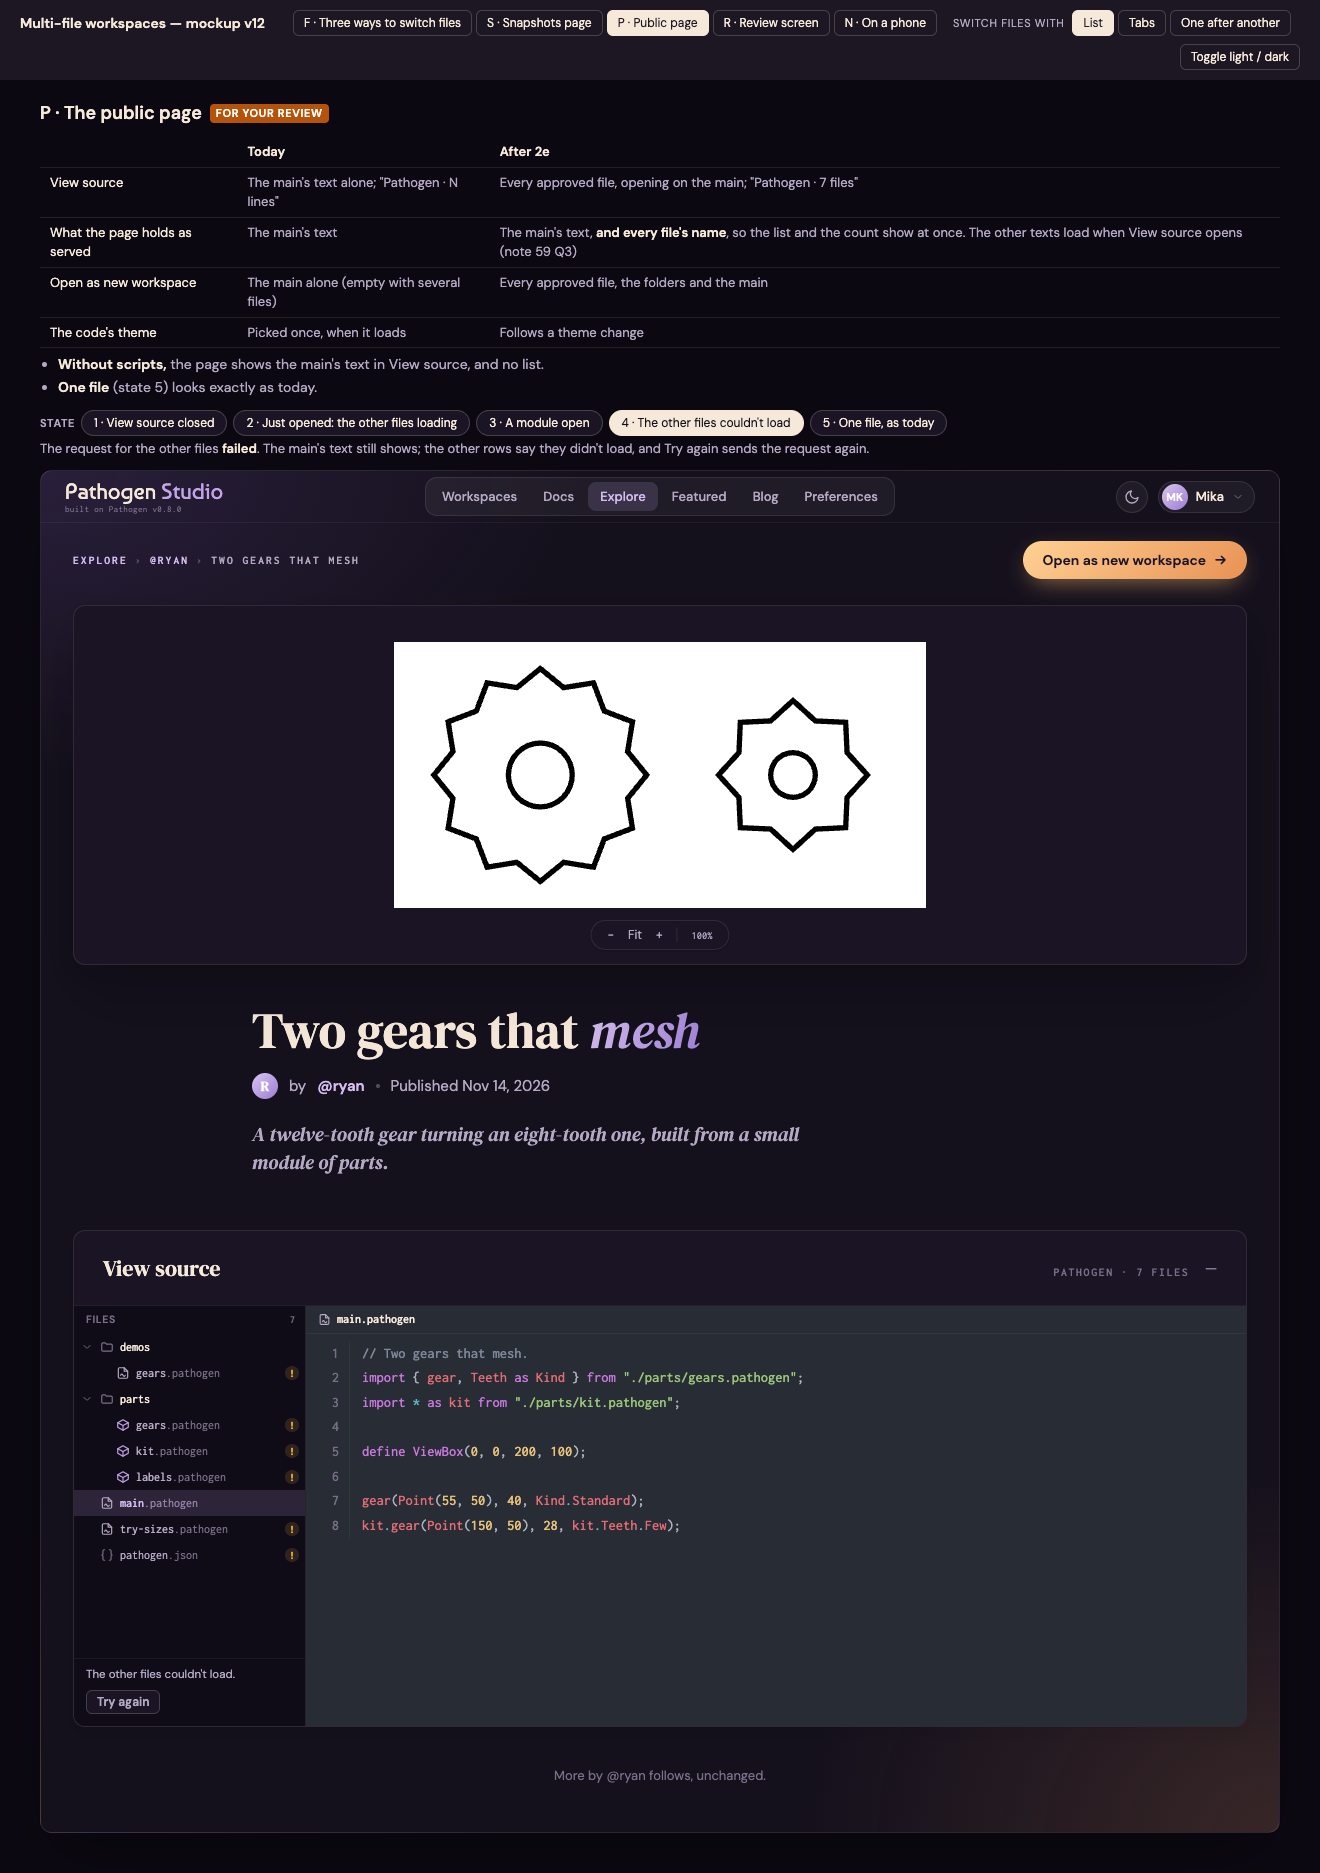 Multi-file workspaces — mockup v12
F · Three ways to switch files
S · Snapshots page
P · Public page
R · Review screen
N · On a phone
SWITCH FILES WITH
List
Tabs
One after another
Toggle light / dark
P · The public page
FOR YOUR REVIEW
Today
After 2e
View source
The main's text alone; "Pathogen · N
lines"
Every approved file, opening on the main; "Pathogen · 7 files"
What the page holds as
served
The main's text
The main's text, and every file's name, so the list and the count show at once. The other texts load when View source opens
(note 59 Q3)
Open as new workspace
The main alone (empty with several
files)
Every approved file, the folders and the main
The code's theme
Picked once, when it loads
Follows a theme change
• Without scripts, the page shows the main's text in View source, and no list.
• One file (state 5) looks exactly as today.
STATE
1 · View source closed
2 · Just opened: the other files loading
3 · A module open
4 · The other files couldn't load
5 · One file, as today
The request for the other files failed. The main's text still shows; the other rows say they didn't load, and Try again sends the request again.
Pathogen Studio
built on Pathogen v0.8.0
Workspaces
Docs
Explore
Featured
Blog
Preferences
MK
Mika
EXPLORE › @RYAN › TWO GEARS THAT MESH
Open as new workspace →
− Fit + 100%
Two gears that mesh
R by @ryan • Published Nov 14, 2026
A twelve-tooth gear turning an eight-tooth one, built from a small
module of parts.
View source
PATHOGEN · 7 FILES —
FILES 7
demos
gears.pathogen !
parts
gears.pathogen !
kit.pathogen !
labels.pathogen !
main.pathogen
try-sizes.pathogen !
{} pathogen.json !
The other files couldn't load.
Try again
main.pathogen
1 // Two gears that mesh.
2 import { gear, Teeth as Kind } from "./parts/gears.pathogen";
3 import * as kit from "./parts/kit.pathogen";
4
5 define ViewBox(0, 0, 200, 100);
6
7 gear(Point(55, 50), 40, Kind.Standard);
8 kit.gear(Point(150, 50), 28, kit.Teeth.Few);
More by @ryan follows, unchanged.